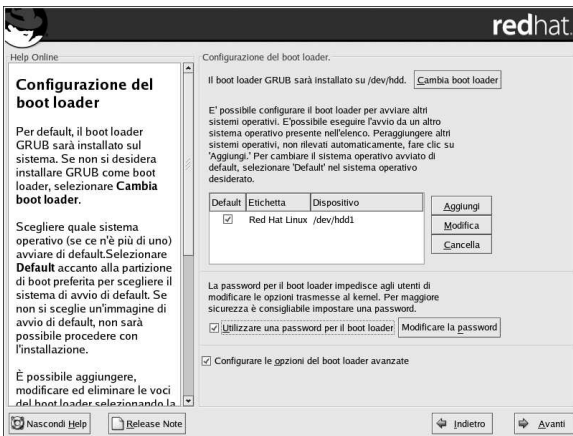 redhat.
Help Online
Configurazione del
boot loader
Per default, il boot loader
GRUB sarà installato sul
sistema. Se non si desidera
installare GRUB come boot
loader, selezionare Cambia
boot loader.
Scegliere quale sistema
operativo (se ce n'è più di uno)
avviare di default.Selezionare
Default accanto alla partizione
di boot preferita per scegliere il
sistema di avvio di default. Se
non si sceglie un'immagine di
avvio di default, non sarà
possibile procedere con
l'installazione.
È possibile aggiungere,
modificare ed eliminare le voci
del boot loader selezionando la
Configurazione del boot loader.
Il boot loader GRUB sarà installato su /dev/hdd.
Cambia boot loader
E' possibile configurare il boot loader per avviare altri
sistemi operativi. E'possibile eseguire l'avvio da un altro
sistema operativo presente nell'elenco. Peraggiungere altri
sistemi operativi, non rilevati automaticamente, fare clic su
'Aggiungi.' Per cambiare il sistema operativo avviato di
default, selezionare 'Default' nel sistema operativo
desiderato.
Default Etichetta Dispositivo
Red Hat Linux /dev/hdd1
Aggiungi
Modifica
Cancella
La password per il boot loader impedisce agli utenti di
modificare le opzioni trasmesse al kernel. Per maggiore
sicurezza è consigliabile impostare una password.
Utilizzare una password per il boot loader
Modificare la password
Configurare le opzioni del boot loader avanzate
Nascondi Help
Release Note
Indietro
Avanti